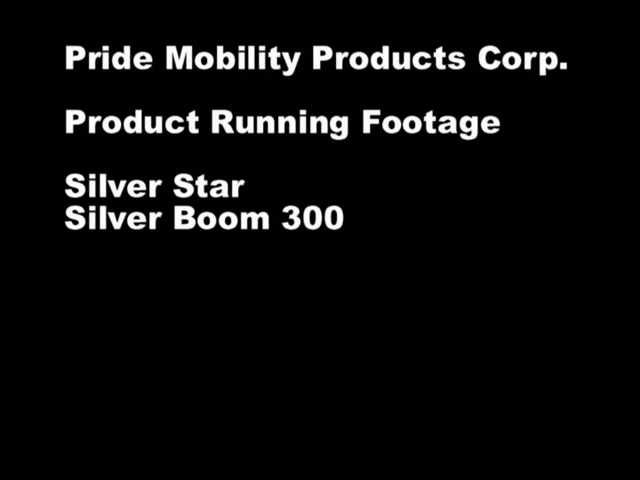 Pride Mobility Products Corp.
Product Running Footage
Silver Star
Silver Boom 300